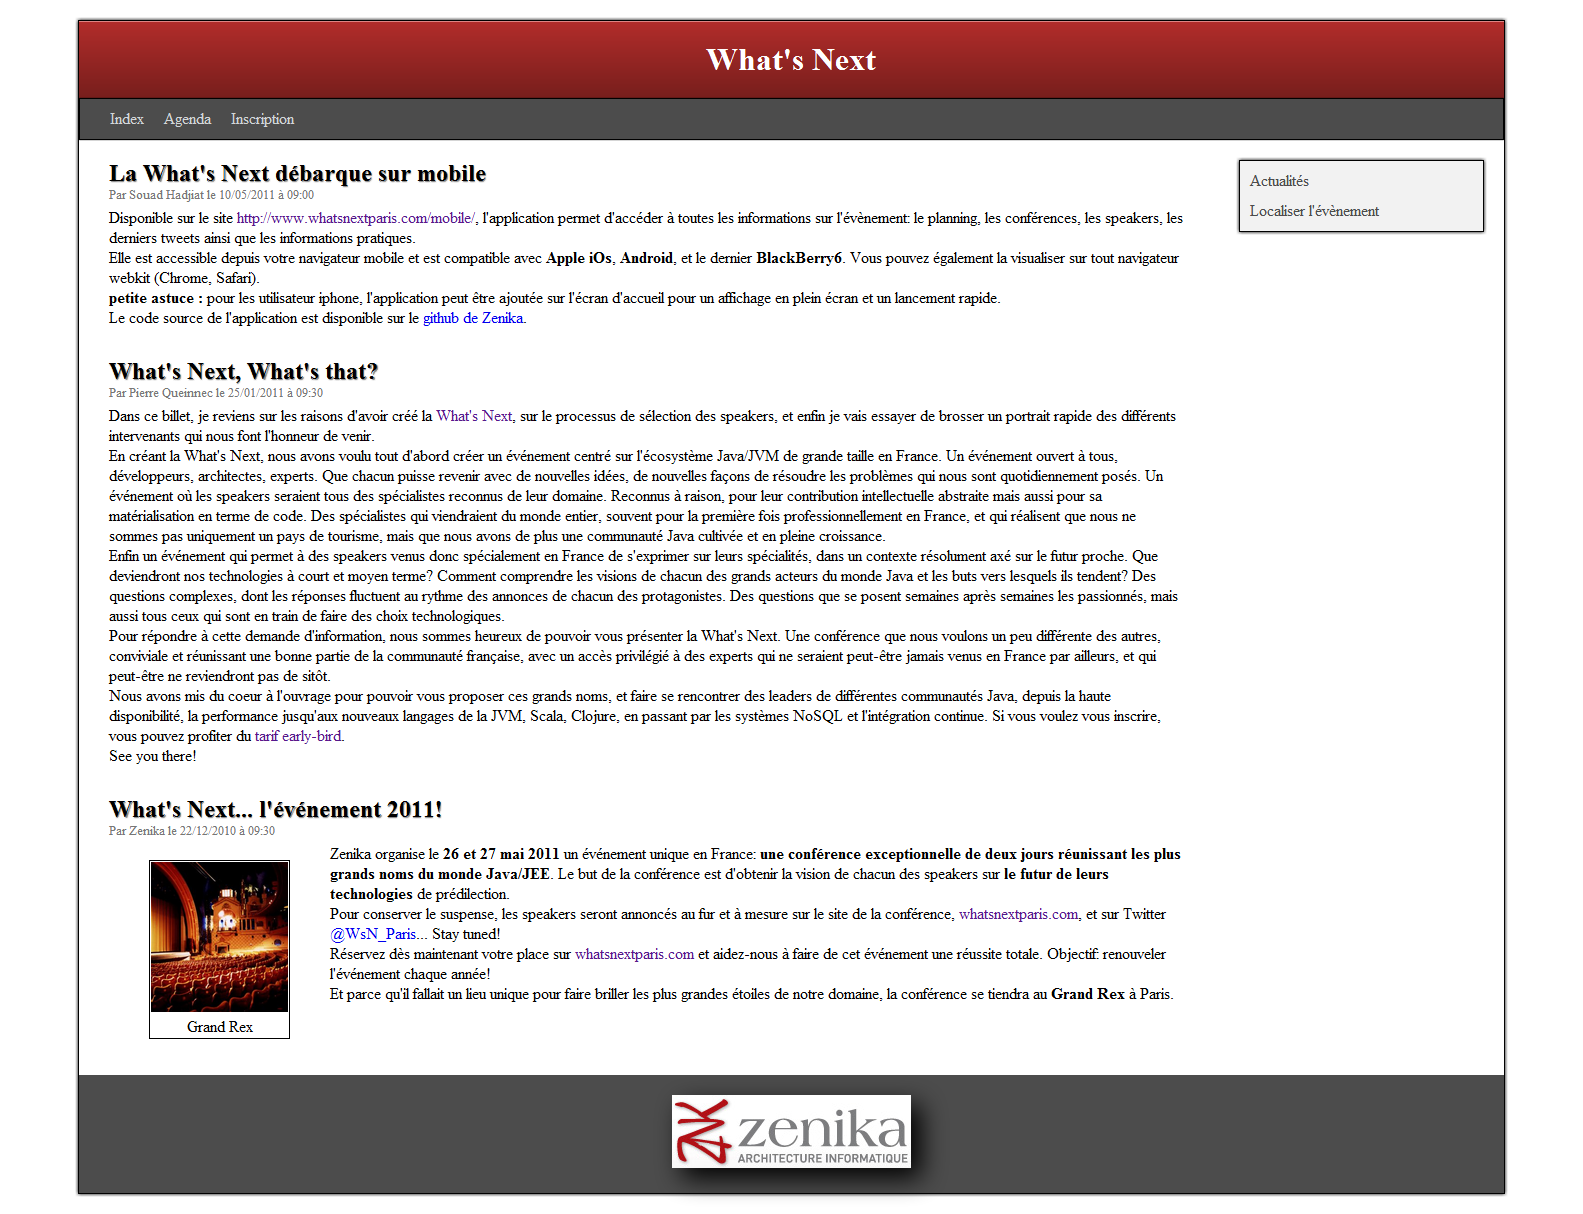 What's Next
Index Agenda Inscription
La What's Next débarque sur mobile
Par Souad Hadjiat le 10/05/2011 à 09:00
Disponible sur le site http://www.whatsnextparis.com/mobile/, l'application permet d'accéder à toutes les informations sur l'évènement: le planning, les conférences, les speakers, les
derniers tweets ainsi que les informations pratiques.
Elle est accessible depuis votre navigateur mobile et est compatible avec Apple iOs, Android, et le dernier BlackBerry6. Vous pouvez également la visualiser sur tout navigateur
webkit (Chrome, Safari).
petite astuce : pour les utilisateur iphone, l'application peut être ajoutée sur l'écran d'accueil pour un affichage en plein écran et un lancement rapide.
Le code source de l'application est disponible sur le github de Zenika.
Actualités
Localiser l'évènement
What's Next, What's that?
Par Pierre Queinnec le 25/01/2011 à 09:30
Dans ce billet, je reviens sur les raisons d'avoir créé la What's Next, sur le processus de sélection des speakers, et enfin je vais essayer de brosser un portrait rapide des différents
intervenants qui nous font l'honneur de venir.
En créant la What's Next, nous avons voulu tout d'abord créer un événement centré sur l'écosystème Java/JVM de grande taille en France. Un événement ouvert à tous,
développeurs, architectes, experts. Que chacun puisse revenir avec de nouvelles idées, de nouvelles façons de résoudre les problèmes qui nous sont quotidiennement posés. Un
événement où les speakers seraient tous des spécialistes reconnus de leur domaine. Reconnus à raison, pour leur contribution intellectuelle abstraite mais aussi pour sa
matérialisation en terme de code. Des spécialistes qui viendraient du monde entier, souvent pour la première fois professionnellement en France, et qui réalisent que nous ne
sommes pas uniquement un pays de tourisme, mais que nous avons de plus une communauté Java cultivée et en pleine croissance.
Enfin un événement qui permet à des speakers venus donc spécialement en France de s'exprimer sur leurs spécialités, dans un contexte résolument axé sur le futur proche. Que
deviendront nos technologies à court et moyen terme? Comment comprendre les visions de chacun des grands acteurs du monde Java et les buts vers lesquels ils tendent? Des
questions complexes, dont les réponses fluctuent au rythme des annonces de chacun des protagonistes. Des questions que se posent semaines après semaines les passionnés, mais
aussi tous ceux qui sont en train de faire des choix technologiques.
Pour répondre à cette demande d'information, nous sommes heureux de pouvoir vous présenter la What's Next. Une conférence que nous voulons un peu différente des autres,
conviviale et réunissant une bonne partie de la communauté française, avec un accès privilégié à des experts qui ne seraient peut-être jamais venus en France par ailleurs, et qui
peut-être ne reviendront pas de sitôt.
Nous avons mis du coeur à l'ouvrage pour pouvoir vous proposer ces grands noms, et faire se rencontrer des leaders de différentes communautés Java, depuis la haute
disponibilité, la performance jusqu'aux nouveaux langages de la JVM, Scala, Clojure, en passant par les systèmes NoSQL et l'intégration continue. Si vous voulez vous inscrire,
vous pouvez profiter du tarif early-bird.
See you there!
What's Next... l'événement 2011!
Par Zenika le 22/12/2010 à 09:30
Zenika organise le 26 et 27 mai 2011 un événement unique en France: une conférence exceptionnelle de deux jours réunissant les plus
grands noms du monde Java/JEE. Le but de la conférence est d'obtenir la vision de chacun des speakers sur le futur de leurs
technologies de prédilection.
Pour conserver le suspense, les speakers seront annoncés au fur et à mesure sur le site de la conférence, whatsnextparis.com, et sur Twitter
@WsN_Paris... Stay tuned!
Réservez dès maintenant votre place sur whatsnextparis.com et aidez-nous à faire de cet événement une réussite totale. Objectif: renouveler
l'événement chaque année!
Et parce qu'il fallait un lieu unique pour faire briller les plus grandes étoiles de notre domaine, la conférence se tiendra au Grand Rex à Paris.
Grand Rex
zenika
ARCHITECTURE INFORMATIQUE